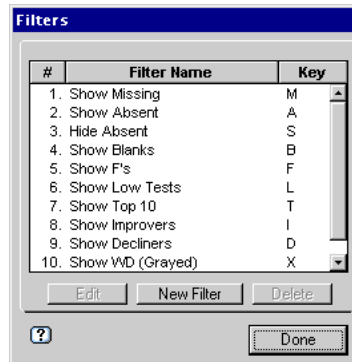 Filters
# Filter Name Key
1. Show Missing M
2. Show Absent A
3. Hide Absent S
4. Show Blanks B
5. Show F's F
6. Show Low Tests L
7. Show Top 10 T
8. Show Improvers I
9. Show Decliners D
10. Show WD (Grayed) X
Edit New Filter Delete
? Done